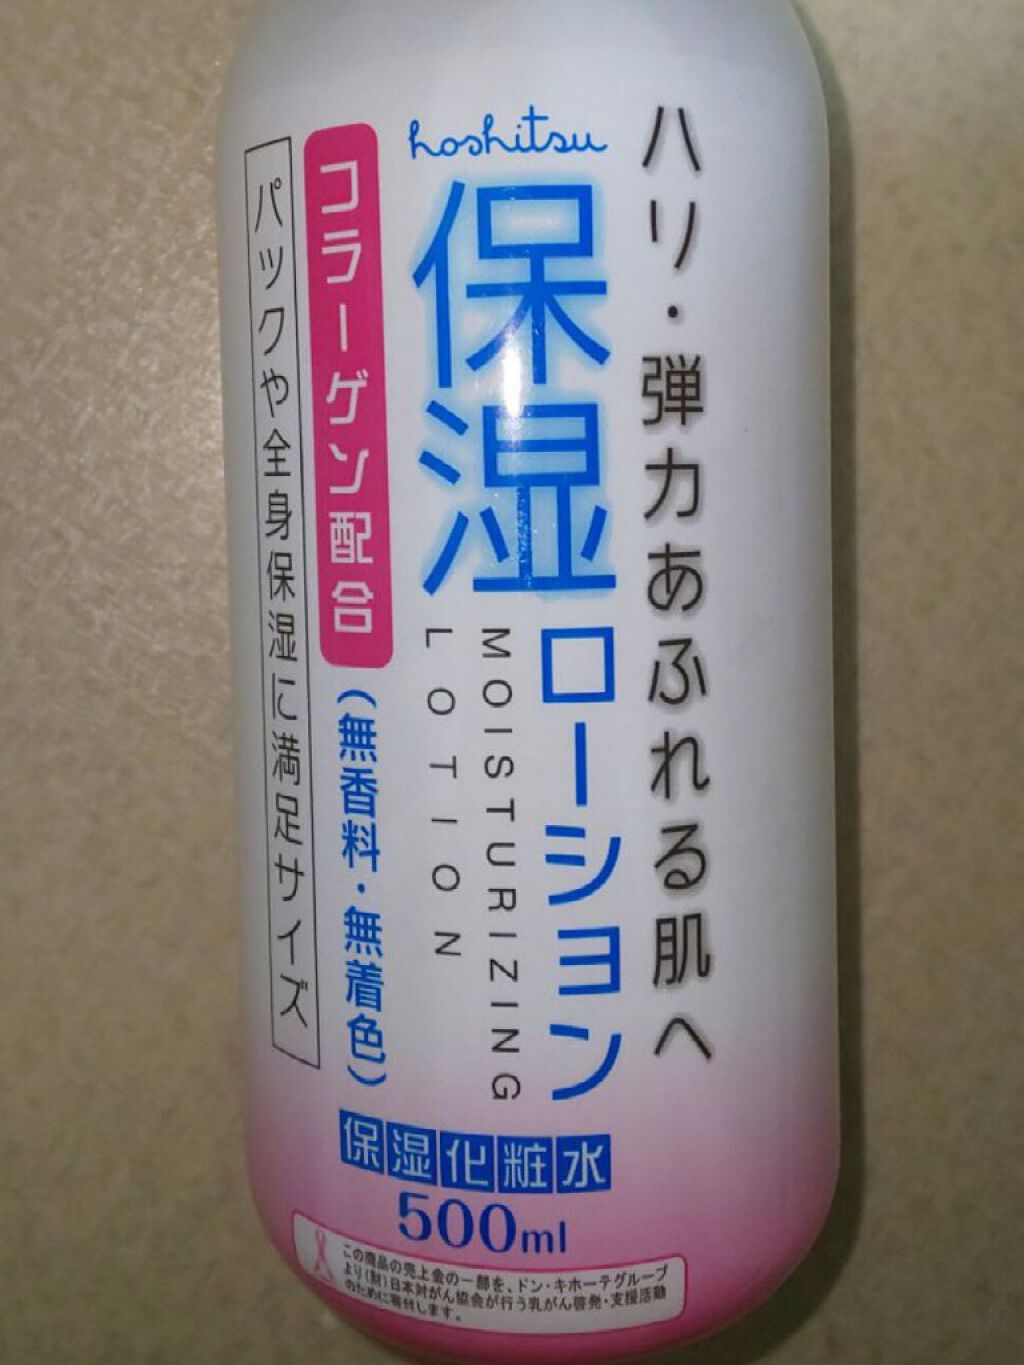 ハリ・弾力あふれる肌へ
hoshitsu
保湿ローション
MOISTURIZING
LOTION
コラーゲン配合
(無香料・無着色)
パックや全身保湿に満足サイズ
保湿化粧水
500ml
この商品の売上金の一部を、ドン・キホーテグループ
より(財)日本対がん協会が行う乳がん啓発・支援活動
のために寄付します。